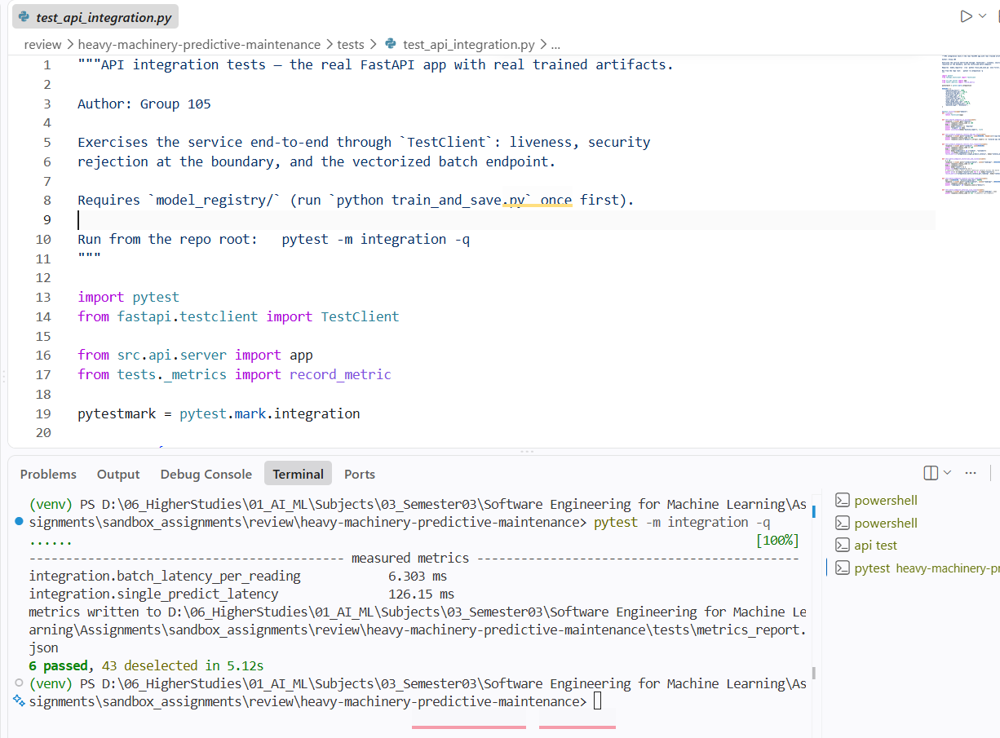 test_api_integration.py
review > heavy-machinery-predictive-maintenance > tests > test_api_integration.py > ...
1 """API integration tests — the real FastAPI app with real trained artifacts.
2
3 Author: Group 105
4
5 Exercises the service end-to-end through `TestClient`: liveness, security
6 rejection at the boundary, and the vectorized batch endpoint.
7
8 Requires `model_registry/` (run `python train_and_save.py` once first).
9
10 Run from the repo root:   pytest -m integration -q
11 """
12
13 import pytest
14 from fastapi.testclient import TestClient
15
16 from src.api.server import app
17 from tests._metrics import record_metric
18
19 pytestmark = pytest.mark.integration
20
Problems Output Debug Console Terminal Ports
(venv) PS D:\06_HigherStudies\01_AI_ML\Subjects\03_Semester03\Software Engineering for Machine Learning\As
signments\sandbox_assignments\review\heavy-machinery-predictive-maintenance> pytest -m integration -q
...... [100%]
---------------------------------------- measured metrics -----------------------------------------
integration.batch_latency_per_reading 6.303 ms
integration.single_predict_latency 126.15 ms
metrics written to D:\06_HigherStudies\01_AI_ML\Subjects\03_Semester03\Software Engineering for Machine Le
arning\Assignments\sandbox_assignments\review\heavy-machinery-predictive-maintenance\tests\metrics_report.
json
6 passed, 43 deselected in 5.12s
(venv) PS D:\06_HigherStudies\01_AI_ML\Subjects\03_Semester03\Software Engineering for Machine Learning\As
signments\sandbox_assignments\review\heavy-machinery-predictive-maintenance>
powershell
powershell
api test
pytest heavy-machinery-pr